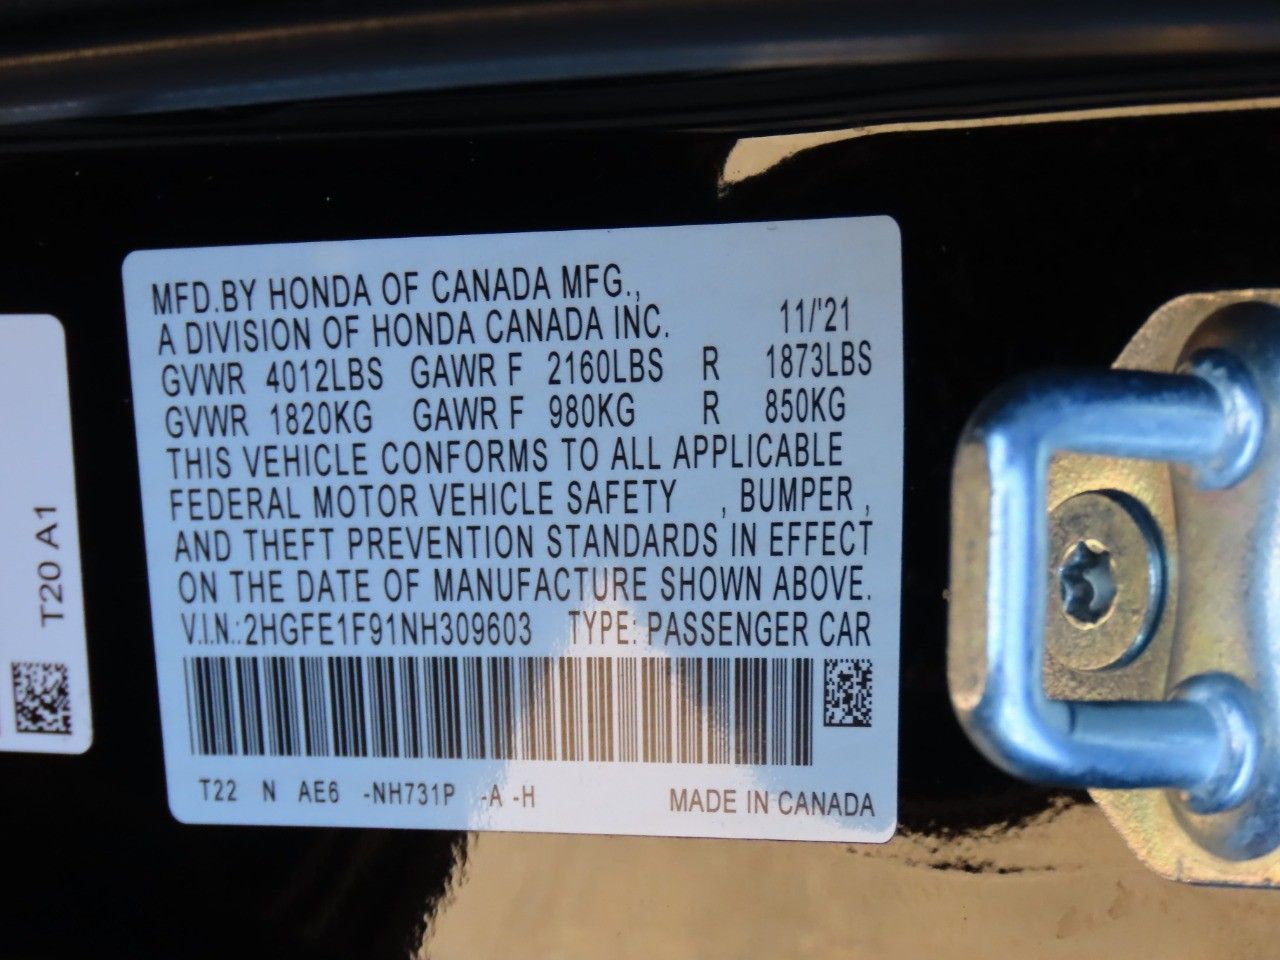 MFD.BY HONDA OF CANADA MFG.,
A DIVISION OF HONDA CANADA INC. 11/'21
GVWR 4012LBS GAWR F 2160LBS R 1873LBS
GVWR 1820KG GAWR F 980KG R 850KG
THIS VEHICLE CONFORMS TO ALL APPLICABLE
FEDERAL MOTOR VEHICLE SAFETY , BUMPER ,
AND THEFT PREVENTION STANDARDS IN EFFECT
ON THE DATE OF MANUFACTURE SHOWN ABOVE.
V.I.N.:2HGFE1F91NH309603 TYPE: PASSENGER CAR
T22 N AE6 -NH731P -A -H MADE IN CANADA
T20 A1